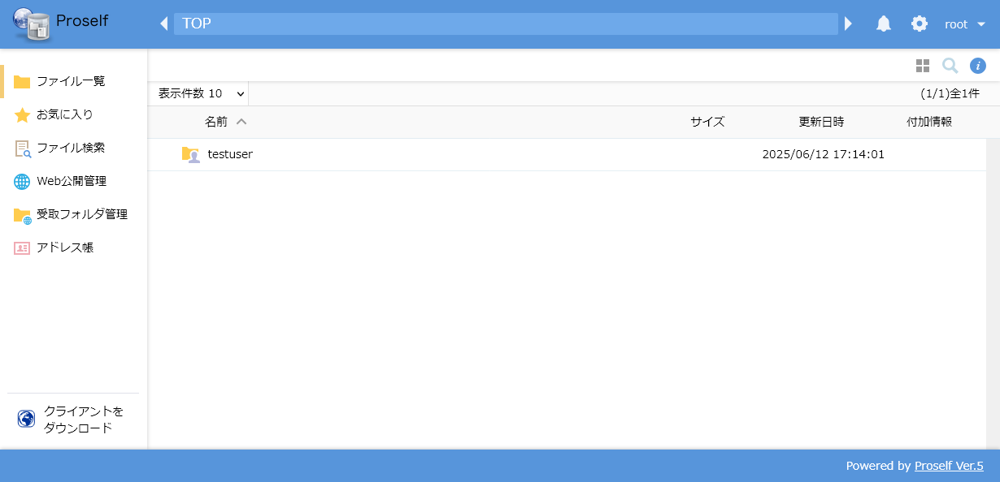 Proself
TOP
root
ファイル一覧
お気に入り
ファイル検索
Web公開管理
受取フォルダ管理
アドレス帳
クライアントを
ダウンロード
表示件数 10
(1/1)全1件
名前 サイズ 更新日時 付加情報
testuser 2025/06/12 17:14:01
Powered by Proself Ver.5